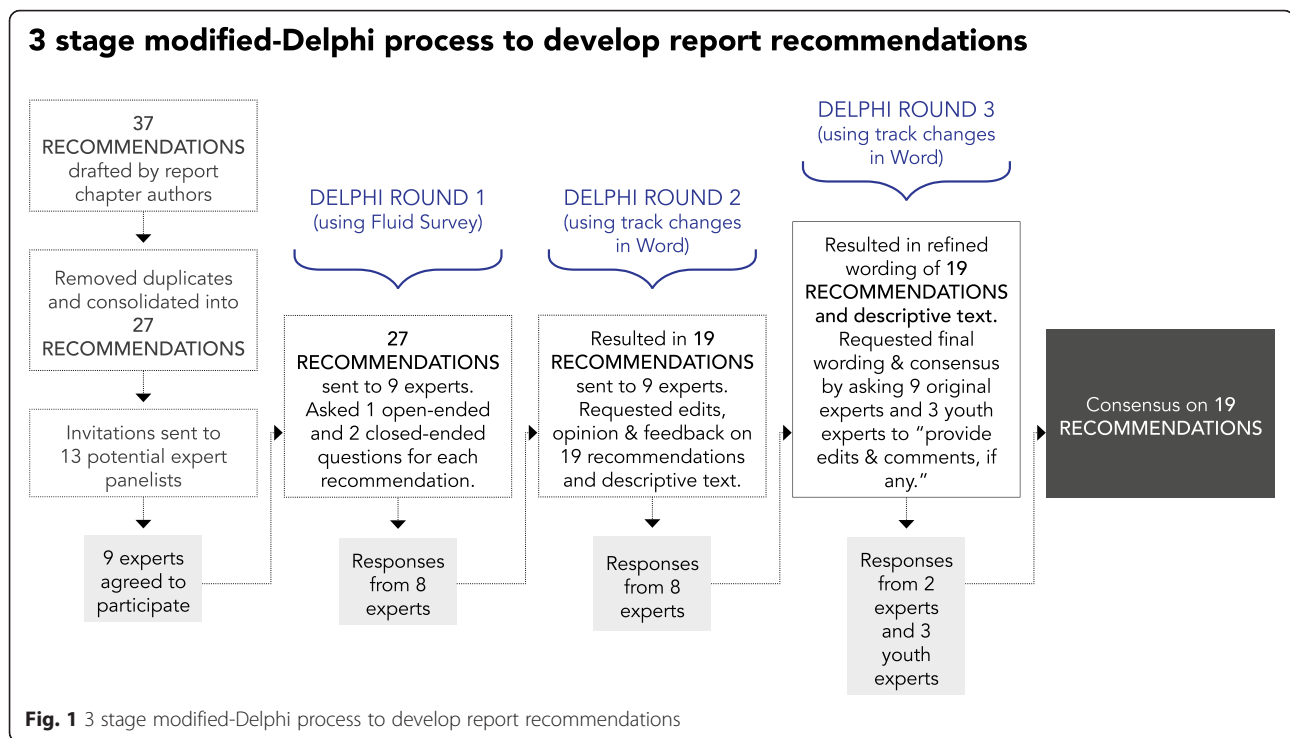 3 stage modified-Delphi process to develop report recommendations
37
RECOMMENDATIONS
drafted by report
chapter authors
Removed duplicates
and consolidated into
27
RECOMMENDATIONS
Invitations sent to
13 potential expert
panelists
9 experts
agreed to
participate
DELPHI ROUND 1
(using Fluid Survey)
27
RECOMMENDATIONS
sent to 9 experts.
Asked 1 open-ended
and 2 closed-ended
questions for each
recommendation.
Responses
from 8
experts
DELPHI ROUND 2
(using track changes
in Word)
Resulted in 19
RECOMMENDATIONS
sent to 9 experts.
Requested edits,
opinion & feedback on
19 recommendations
and descriptive text.
Responses
from 8
experts
DELPHI ROUND 3
(using track changes
in Word)
Resulted in refined
wording of 19
RECOMMENDATIONS
and descriptive text.
Requested final
wording & consensus
by asking 9 original
experts and 3 youth
experts to “provide
edits & comments, if
any.”
Responses
from 2
experts
and 3
youth
experts
Consensus on 19
RECOMMENDATIONS
Fig. 1 3 stage modified-Delphi process to develop report recommendations